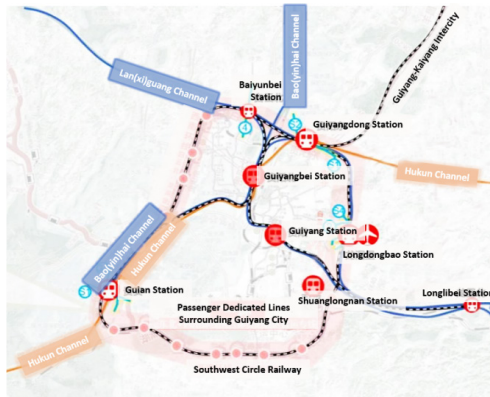 Guiyang-Kaiyang Intercity
Bao(yin)hai Channel
Lan(xi)guang Channel
Baiyunbei
Station
Guiyangdong Station
Guiyangbei Station
Hukun Channel
Bao(yin)hai Channel
Hukun Channel
Guiyang Station
Longdongbao Station
Guian Station
Longlibei Station
Shuanglongnan Station
Passenger Dedicated Lines
Surrounding Guiyang City
Hukun Channel
Southwest Circle Railway